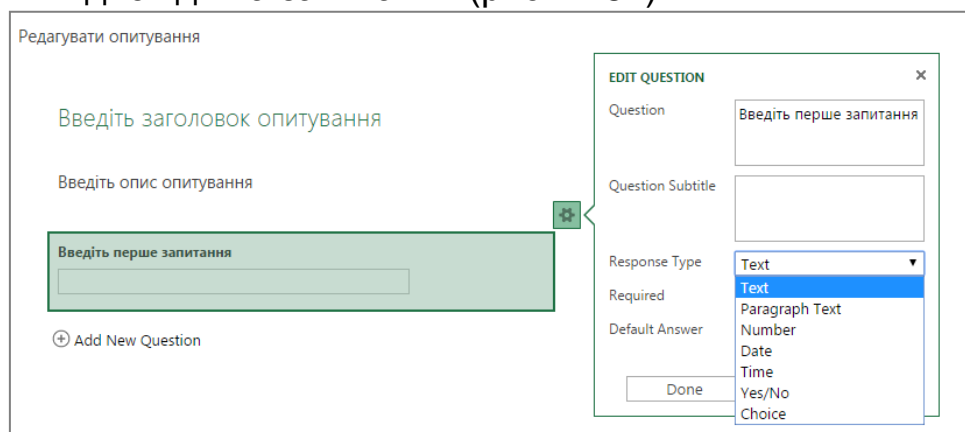 Редагувати опитування
Введіть заголовок опитування
Введіть опис опитування
Введіть перше запитання
Add New Question
EDIT QUESTION
Question
Введіть перше запитання
Question Subtitle
Response Type
Text
Text
Paragraph Text
Number
Date
Time
Yes/No
Choice
Required
Default Answer
Done